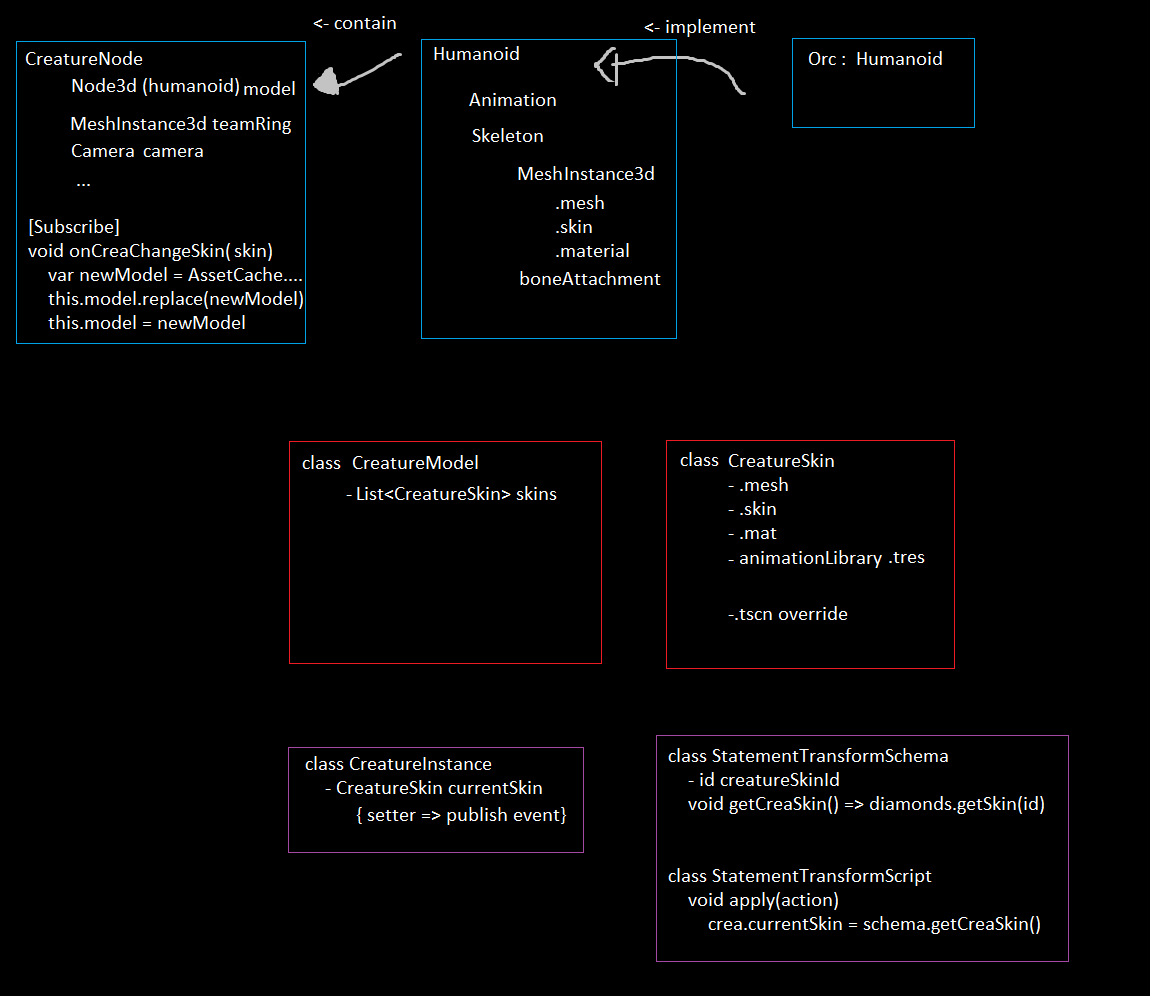 <- contain
<- implement
CreatureNode
Node3d (humanoid) model
MeshInstance3d teamRing
Camera camera
...
[Subscribe]
void onCreaChangeSkin( skin)
var newModel = AssetCache....
this.model.replace(newModel)
this.model = newModel
Humanoid
Animation
Skeleton
MeshInstance3d
.mesh
.skin
.material
boneAttachment
Orc : Humanoid
class CreatureModel
- List<CreatureSkin> skins
class CreatureSkin
- .mesh
- .skin
- .mat
- animationLibrary .tres
-.tscn override
class CreatureInstance
- CreatureSkin currentSkin
{ setter => publish event}
class StatementTransformSchema
- id creatureSkinId
void getCreaSkin() => diamonds.getSkin(id)
class StatementTransformScript
void apply(action)
crea.currentSkin = schema.getCreaSkin()